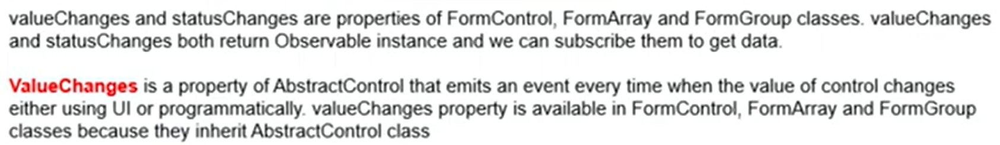 valueChanges and statusChanges are properties of FormControl, FormArray and FormGroup classes. valueChanges
and statusChanges both return Observable instance and we can subscribe them to get data.
ValueChanges is a property of AbstractControl that emits an event every time when the value of control changes
either using UI or programmatically. valueChanges property is available in FormControl, FormArray and FormGroup
classes because they inherit AbstractControl class